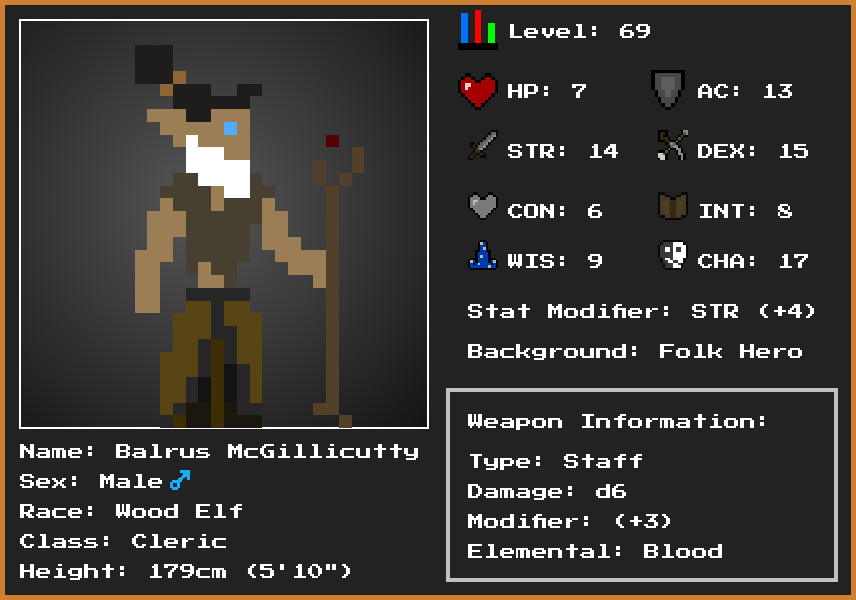 Level: 69
HP: 7
AC: 13
STR: 14
DEX: 15
CON: 6
INT: 8
WIS: 9
CHA: 17
Stat Modifier: STR (+4)
Background: Folk Hero
Weapon Information:
Type: Staff
Damage: d6
Modifier: (+3)
Elemental: Blood
Name: Balrus McGillicutty
Sex: Male♂
Race: Wood Elf
Class: Cleric
Height: 179cm (5'10")